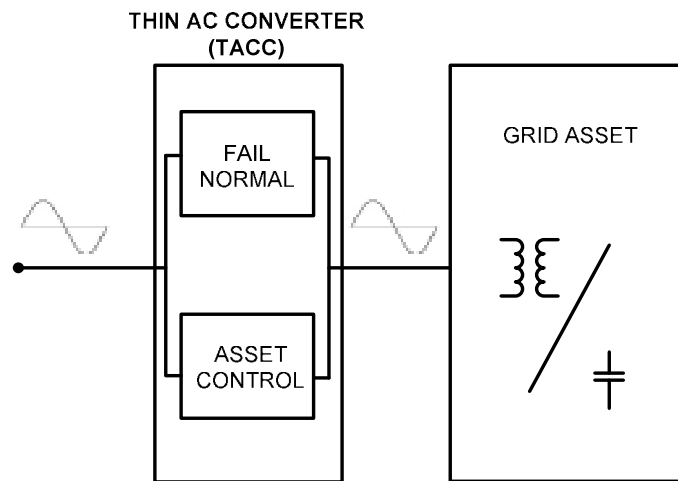 THIN AC CONVERTER
(TACC)
FAIL
NORMAL
GRID ASSET
ASSET
CONTROL